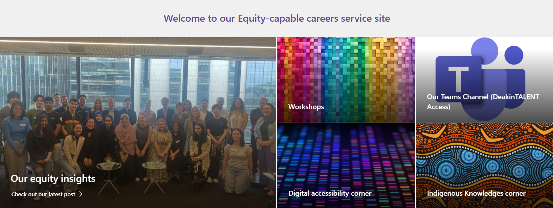 Welcome to our Equity-capable careers service site
Workshops
Our Teams Channel (DeakinTALENT
Access)
T
Our equity insights
Check out our latest post >
Digital accessibility corner
Indigenous Knowledges corner